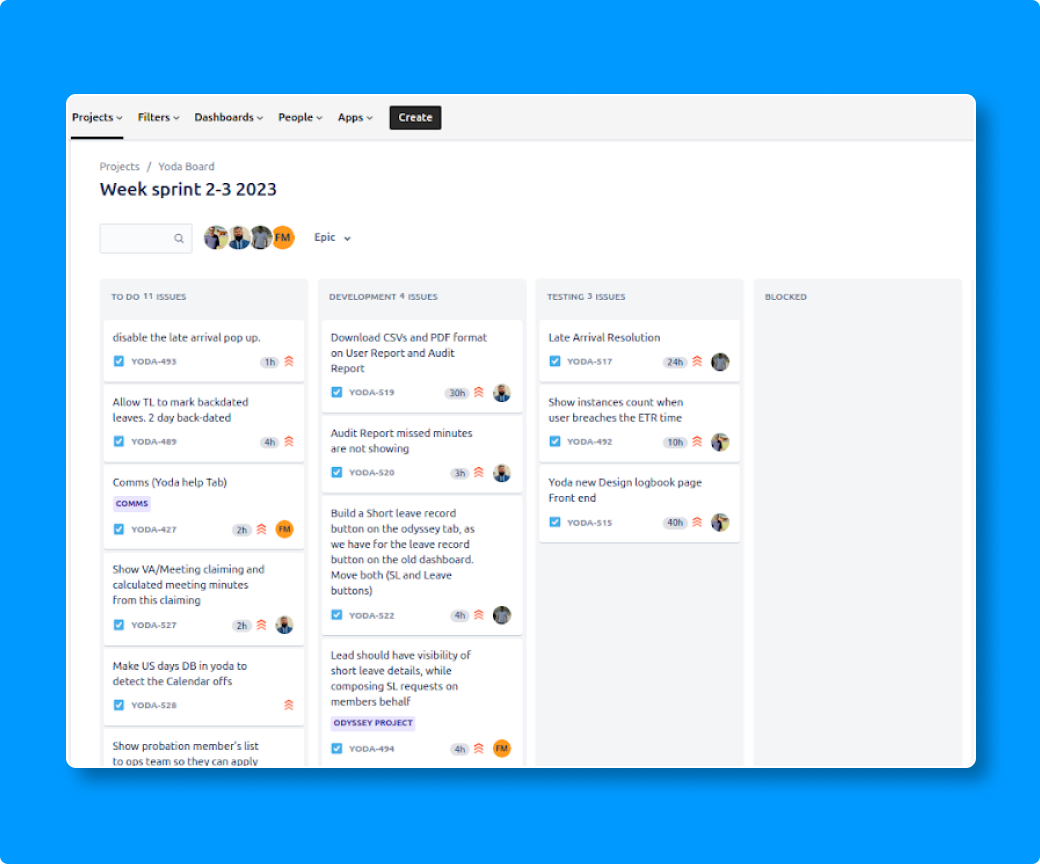 Projects Filters Dashboards People Apps Create
Projects / Yoda Board
Week sprint 2-3 2023
FM Epic
TO DO 11 ISSUES
disable the late arrival pop up.
YODA-493 1h
Allow TL to mark backdated
leaves. 2 day back-dated
YODA-489 4h
Comms (Yoda help Tab)
COMMS
YODA-427 2h FM
Show VA/Meeting claiming and
calculated meeting minutes
from this claiming
YODA-527 2h
Make US days DB in yoda to
detect the Calendar offs
YODA-528
Show probation member's list
to ops team so they can apply
DEVELOPMENT 4 ISSUES
Download CSVs and PDF format
on User Report and Audit
Report
YODA-519 30h
Audit Report missed minutes
are not showing
YODA-520 3h
Build a Short leave record
button on the odyssey tab, as
we have for the leave record
button on the old dashboard.
Move both (SL and Leave
buttons)
YODA-522 4h
Lead should have visibility of
short leave details, while
composing SL requests on
members behalf
ODYSSEY PROJECT
YODA-494 4h FM
TESTING 3 ISSUES
Late Arrival Resolution
YODA-517 24h
Show instances count when
user breaches the ETR time
YODA-492 10h
Yoda new Design logbook page
Front end
YODA-515 40h
BLOCKED